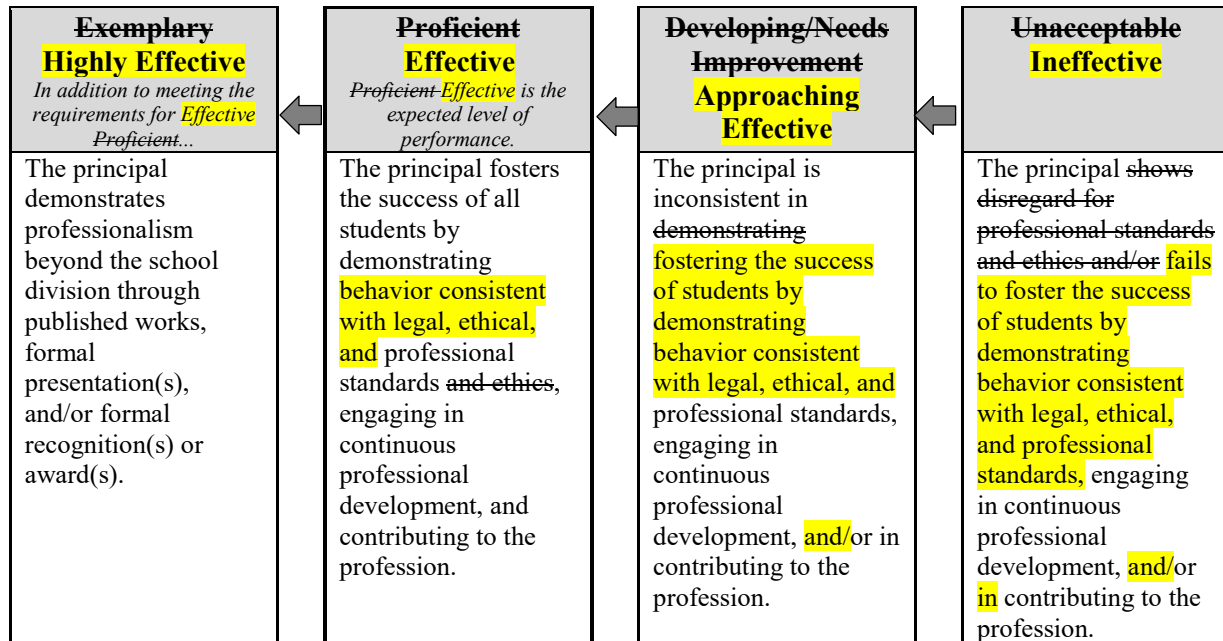 Exemplary
Highly Effective
In addition to meeting the
requirements for Effective
Proficient...
The principal
demonstrates
professionalism
beyond the school
division through
published works,
formal
presentation(s),
and/or formal
recognition(s) or
award(s).
Proficient
Effective
Proficient Effective is the
expected level of
performance.
The principal fosters
the success of all
students by
demonstrating
behavior consistent
with legal, ethical,
and professional
standards and ethics,
engaging in
continuous
professional
development, and
contributing to the
profession.
Developing/Needs
Improvement
Approaching
Effective
The principal is
inconsistent in
demonstrating
fostering the success
of students by
demonstrating
behavior consistent
with legal, ethical, and
professional standards,
engaging in
continuous
professional
development, and/or in
contributing to the
profession.
Unacceptable
Ineffective
The principal shows
disregard for
professional standards
and ethics and/or fails
to foster the success
of students by
demonstrating
behavior consistent
with legal, ethical,
and professional
standards, engaging
in continuous
professional
development, and/or
in contributing to the
profession.